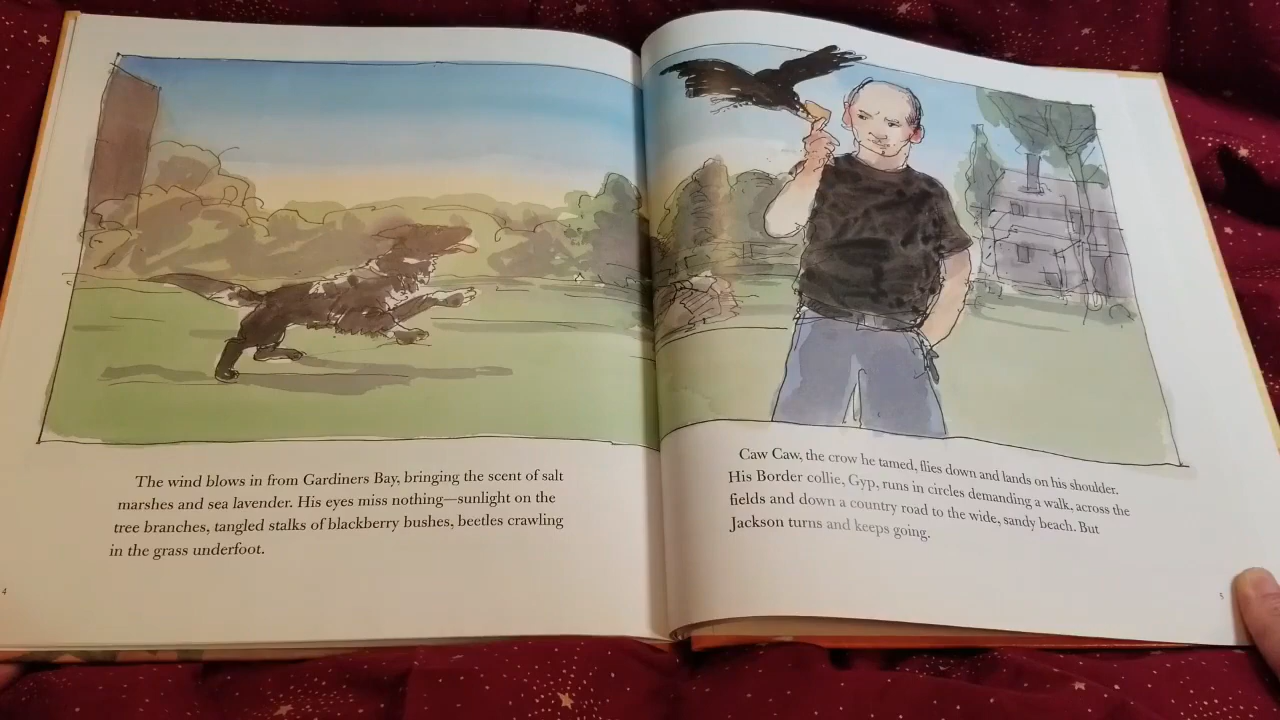 The wind blows in from Gardiners Bay, bringing the scent of salt
marshes and sea lavender. His eyes miss nothing—sunlight on the
tree branches, tangled stalks of blackberry bushes, beetles crawling
in the grass underfoot.
4
Caw Caw, the crow he tamed, flies down and lands on his shoulder.
His Border collie, Gyp, runs in circles demanding a walk, across the
fields and down a country road to the wide, sandy beach. But
Jackson turns and keeps going.
5